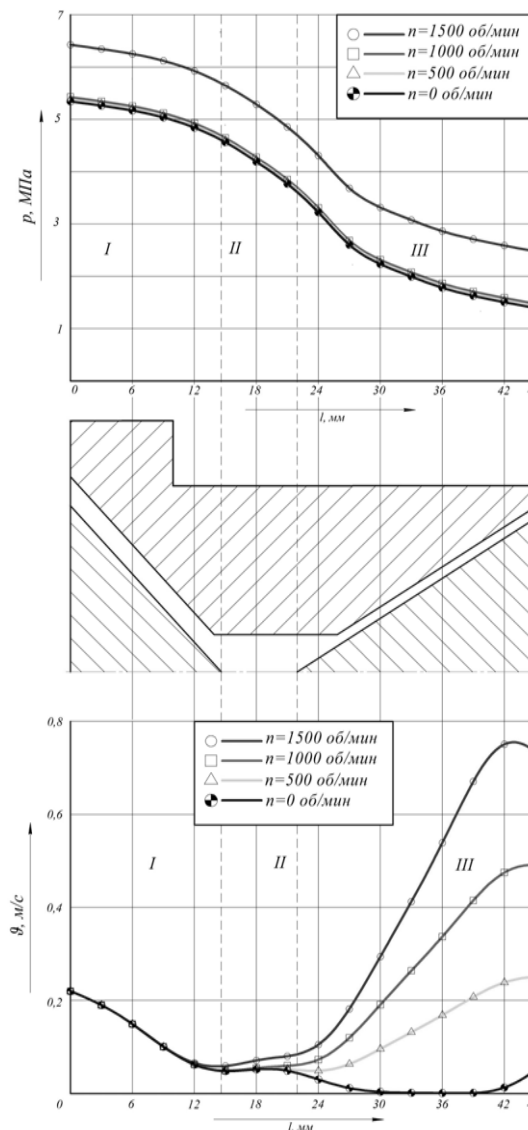 7
n=1500 об/мин
n=1000 об/мин
n=500 об/мин
n=0 об/мин
5
p, МПа
3
I
II
III
1
0 6 12 18 24 30 36 42
l, мм
0,8
n=1500 об/мин
n=1000 об/мин
n=500 об/мин
n=0 об/мин
0,6
I
II
III
0,4
ϑ, м/с
0,2
0
0 6 12 18 24 30 36 42
l, мм